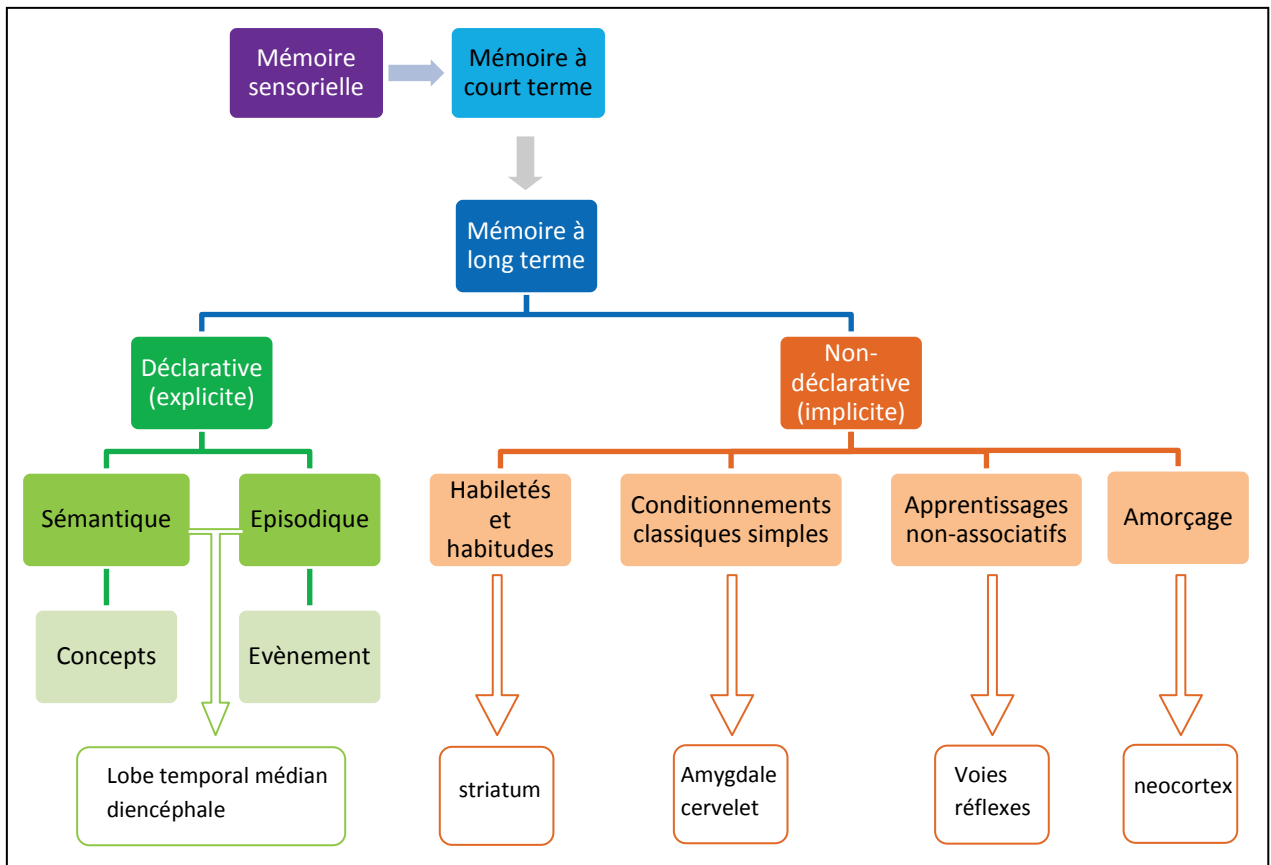 Mémoire
sensorielle
Mémoire à
court terme
Mémoire à
long terme
Déclarative
(explicite)
Non-
déclarative
(implicite)
Sémantique
Episodique
Habiletés
et
habitudes
Conditionnements
classiques simples
Apprentissages
non-associatifs
Amorçage
Concepts
Evènement
Lobe temporal médian
diencéphale
striatum
Amygdale
cervelet
Voies
réflexes
neocortex